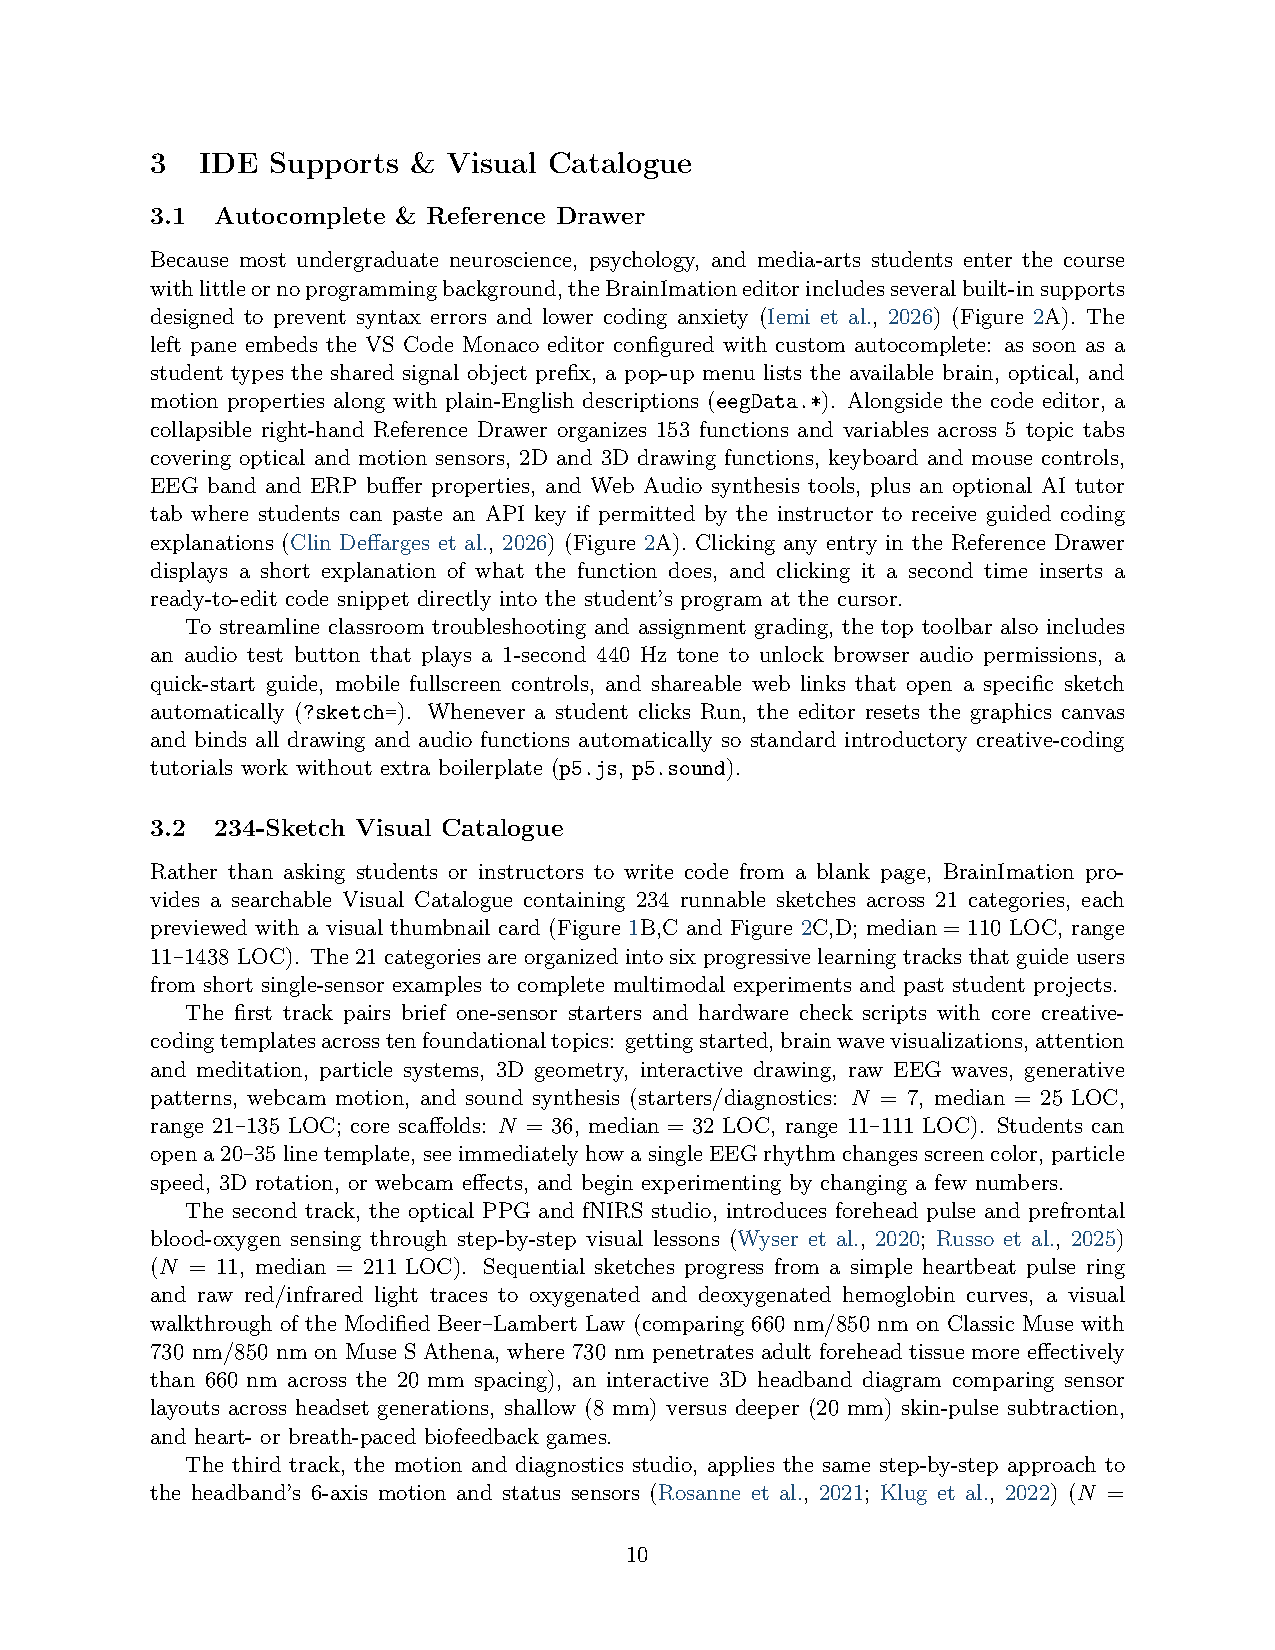 3 IDE Supports & Visual Catalogue
3.1 Autocomplete & Reference Drawer
Because most undergraduate neuroscience, psychology, and media-arts students enter the course
with little or no programming background, the BrainImation editor includes several built-in supports
designed to prevent syntax errors and lower coding anxiety (Iemi et al., 2026) (Figure 2A). The
left pane embeds the VS Code Monaco editor configured with custom autocomplete: as soon as a
student types the shared signal object prefix, a pop-up menu lists the available brain, optical, and
motion properties along with plain-English descriptions (eegData.*). Alongside the code editor, a
collapsible right-hand Reference Drawer organizes 153 functions and variables across 5 topic tabs
covering optical and motion sensors, 2D and 3D drawing functions, keyboard and mouse controls,
EEG band and ERP buffer properties, and Web Audio synthesis tools, plus an optional AI tutor
tab where students can paste an API key if permitted by the instructor to receive guided coding
explanations (Clin Deffarges et al., 2026) (Figure 2A). Clicking any entry in the Reference Drawer
displays a short explanation of what the function does, and clicking it a second time inserts a
ready-to-edit code snippet directly into the student's program at the cursor.
To streamline classroom troubleshooting and assignment grading, the top toolbar also includes
an audio test button that plays a 1-second 440 Hz tone to unlock browser audio permissions, a
quick-start guide, mobile fullscreen controls, and shareable web links that open a specific sketch
automatically (?sketch=). Whenever a student clicks Run, the editor resets the graphics canvas
and binds all drawing and audio functions automatically so standard introductory creative-coding
tutorials work without extra boilerplate (p5.js, p5.sound).
3.2 234-Sketch Visual Catalogue
Rather than asking students or instructors to write code from a blank page, BrainImation pro-
vides a searchable Visual Catalogue containing 234 runnable sketches across 21 categories, each
previewed with a visual thumbnail card (Figure 1B,C and Figure 2C,D; median = 110 LOC, range
11–1438 LOC). The 21 categories are organized into six progressive learning tracks that guide users
from short single-sensor examples to complete multimodal experiments and past student projects.
The first track pairs brief one-sensor starters and hardware check scripts with core creative-
coding templates across ten foundational topics: getting started, brain wave visualizations, attention
and meditation, particle systems, 3D geometry, interactive drawing, raw EEG waves, generative
patterns, webcam motion, and sound synthesis (starters/diagnostics: N = 7, median = 25 LOC,
range 21–135 LOC; core scaffolds: N = 36, median = 32 LOC, range 11–111 LOC). Students can
open a 20–35 line template, see immediately how a single EEG rhythm changes screen color, particle
speed, 3D rotation, or webcam effects, and begin experimenting by changing a few numbers.
The second track, the optical PPG and fNIRS studio, introduces forehead pulse and prefrontal
blood-oxygen sensing through step-by-step visual lessons (Wyser et al., 2020; Russo et al., 2025)
(N = 11, median = 211 LOC). Sequential sketches progress from a simple heartbeat pulse ring
and raw red/infrared light traces to oxygenated and deoxygenated hemoglobin curves, a visual
walkthrough of the Modified Beer–Lambert Law (comparing 660 nm/850 nm on Classic Muse with
730 nm/850 nm on Muse S Athena, where 730 nm penetrates adult forehead tissue more effectively
than 660 nm across the 20 mm spacing), an interactive 3D headband diagram comparing sensor
layouts across headset generations, shallow (8 mm) versus deeper (20 mm) skin-pulse subtraction,
and heart- or breath-paced biofeedback games.
The third track, the motion and diagnostics studio, applies the same step-by-step approach to
the headband's 6-axis motion and status sensors (Rosanne et al., 2021; Klug et al., 2022) (N =
10